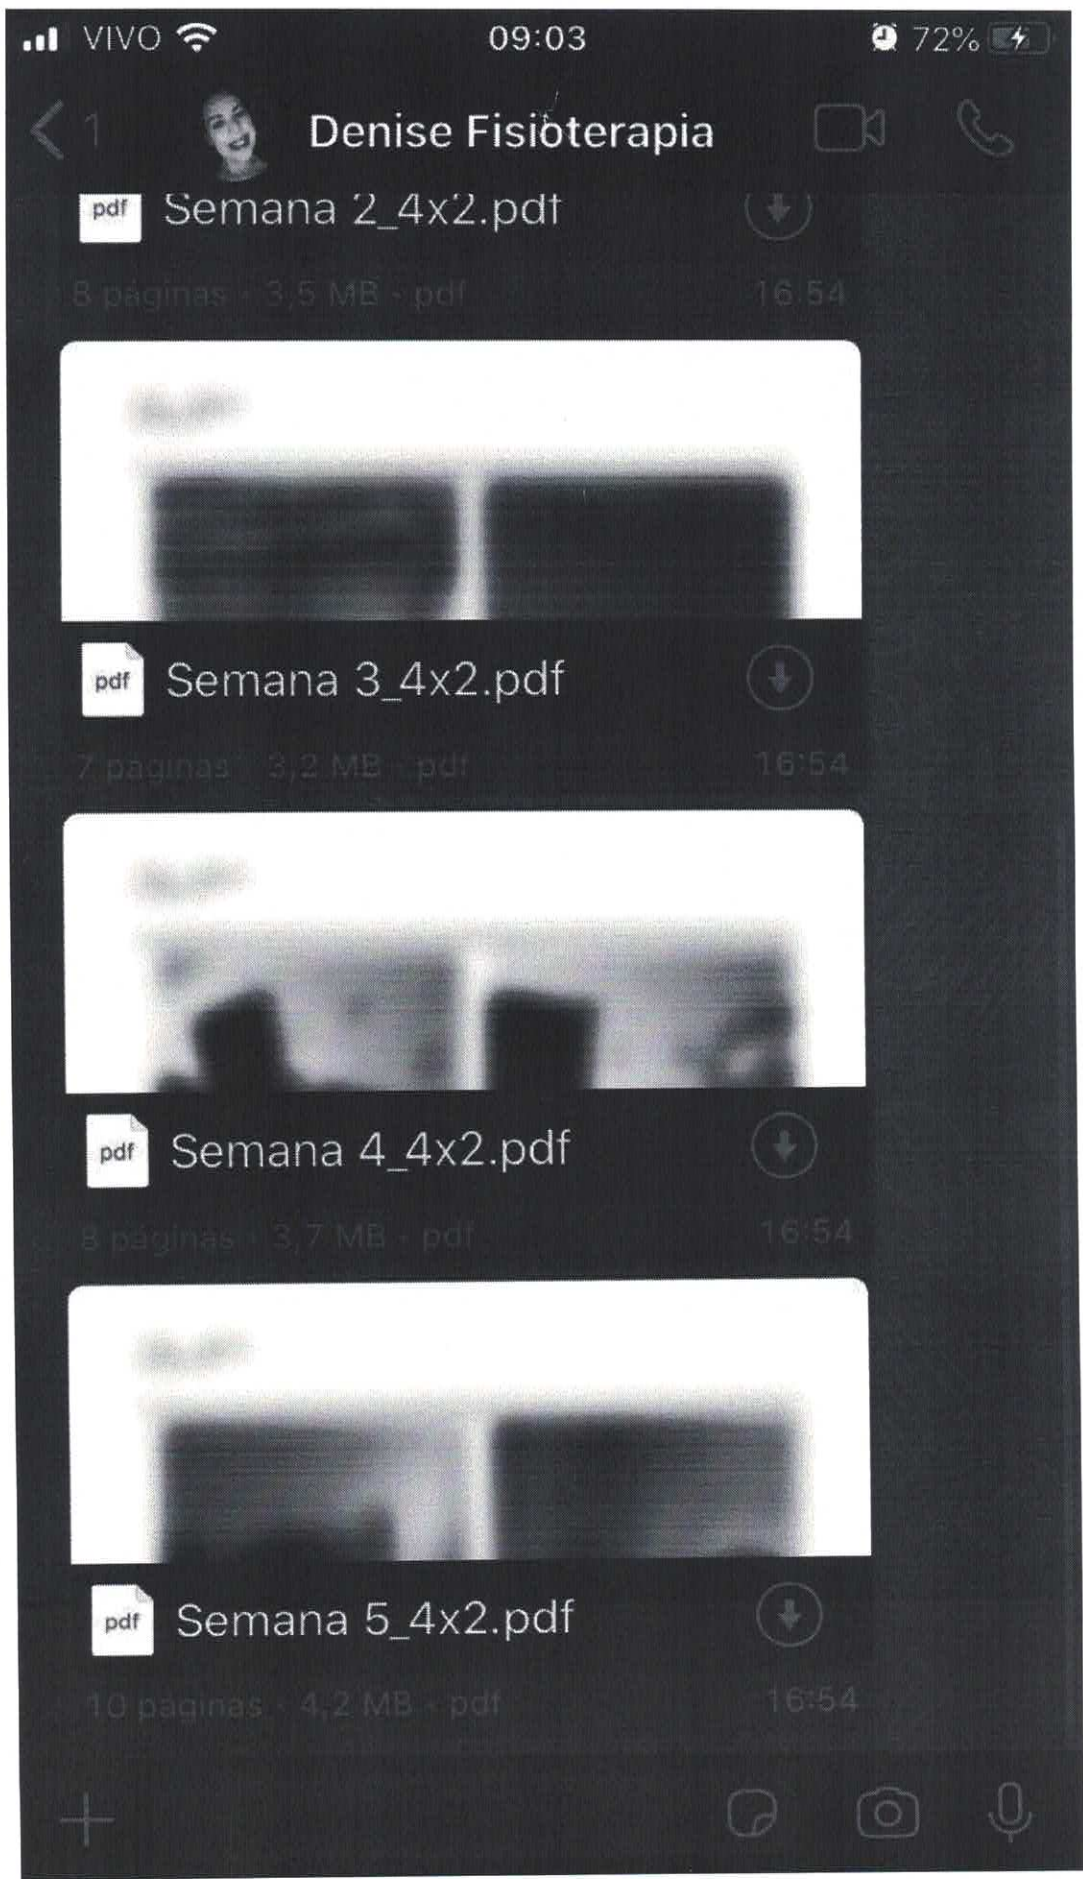 VIVO 09:03 72%
1 Denise Fisioterapia
pdf Semana 2_4x2.pdf
8 páginas · 3,5 MB · pdf 16:54
pdf Semana 3_4x2.pdf
7 páginas · 3,2 MB · pdf 16:54
pdf Semana 4_4x2.pdf
8 páginas · 3,7 MB · pdf 16:54
pdf Semana 5_4x2.pdf
10 páginas · 4,2 MB · pdf 16:54